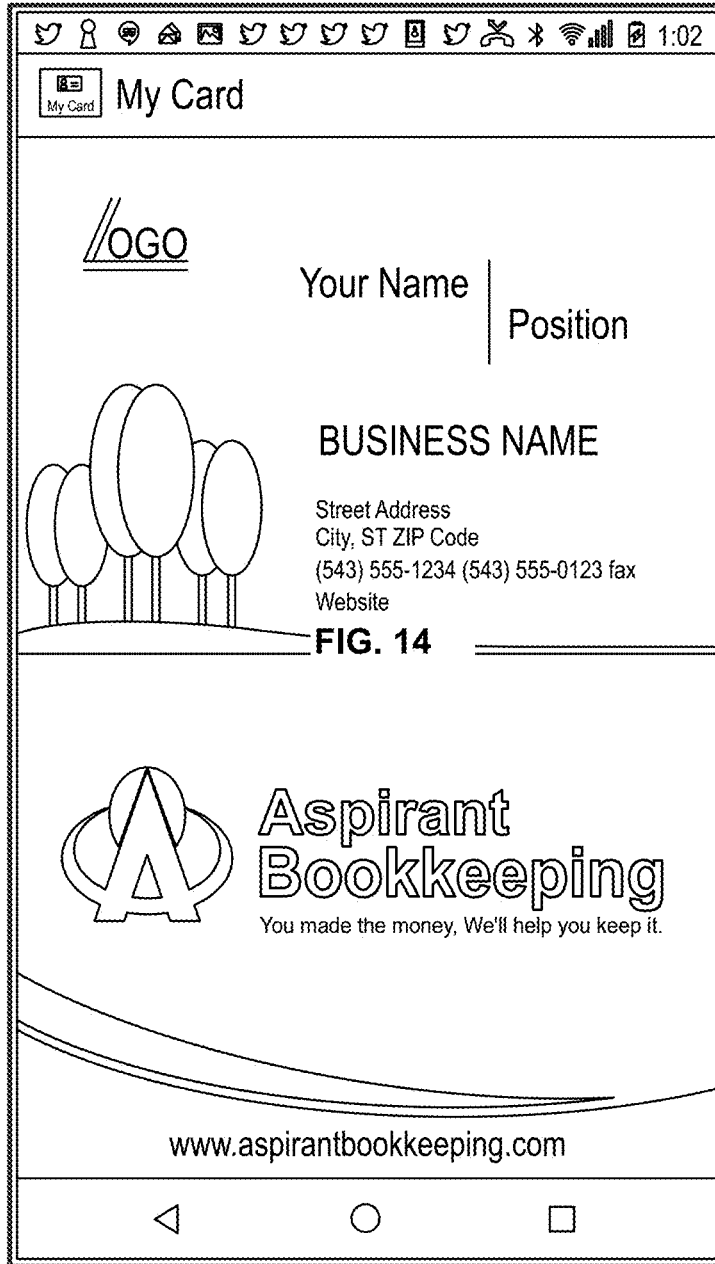 1:02
My Card
My Card
LOGO
Your Name
Position
BUSINESS NAME
Street Address
City, ST ZIP Code
(543) 555-1234 (543) 555-0123 fax
Website
FIG. 14
A
Aspirant
Bookkeeping
You made the money, We'll help you keep it.
www.aspirantbookkeeping.com